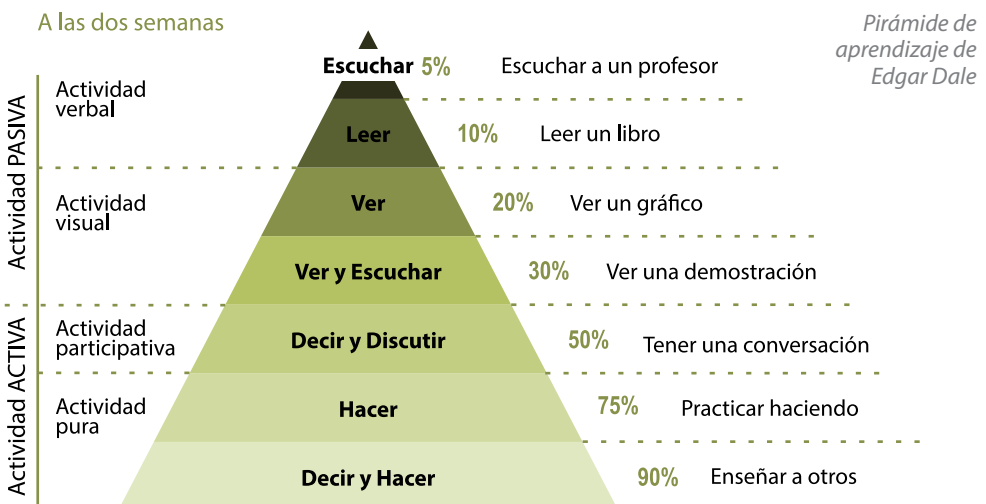 A las dos semanas
Pirámide de
aprendizaje de
Edgar Dale
Actividad PASIVA
Actividad
verbal
Escuchar 5% Escuchar a un profesor
Leer 10% Leer un libro
Actividad
visual
Ver 20% Ver un gráfico
Ver y Escuchar 30% Ver una demostración
Actividad ACTIVA
Actividad
participativa
Decir y Discutir 50% Tener una conversación
Actividad
pura
Hacer 75% Practicar haciendo
Decir y Hacer 90% Enseñar a otros